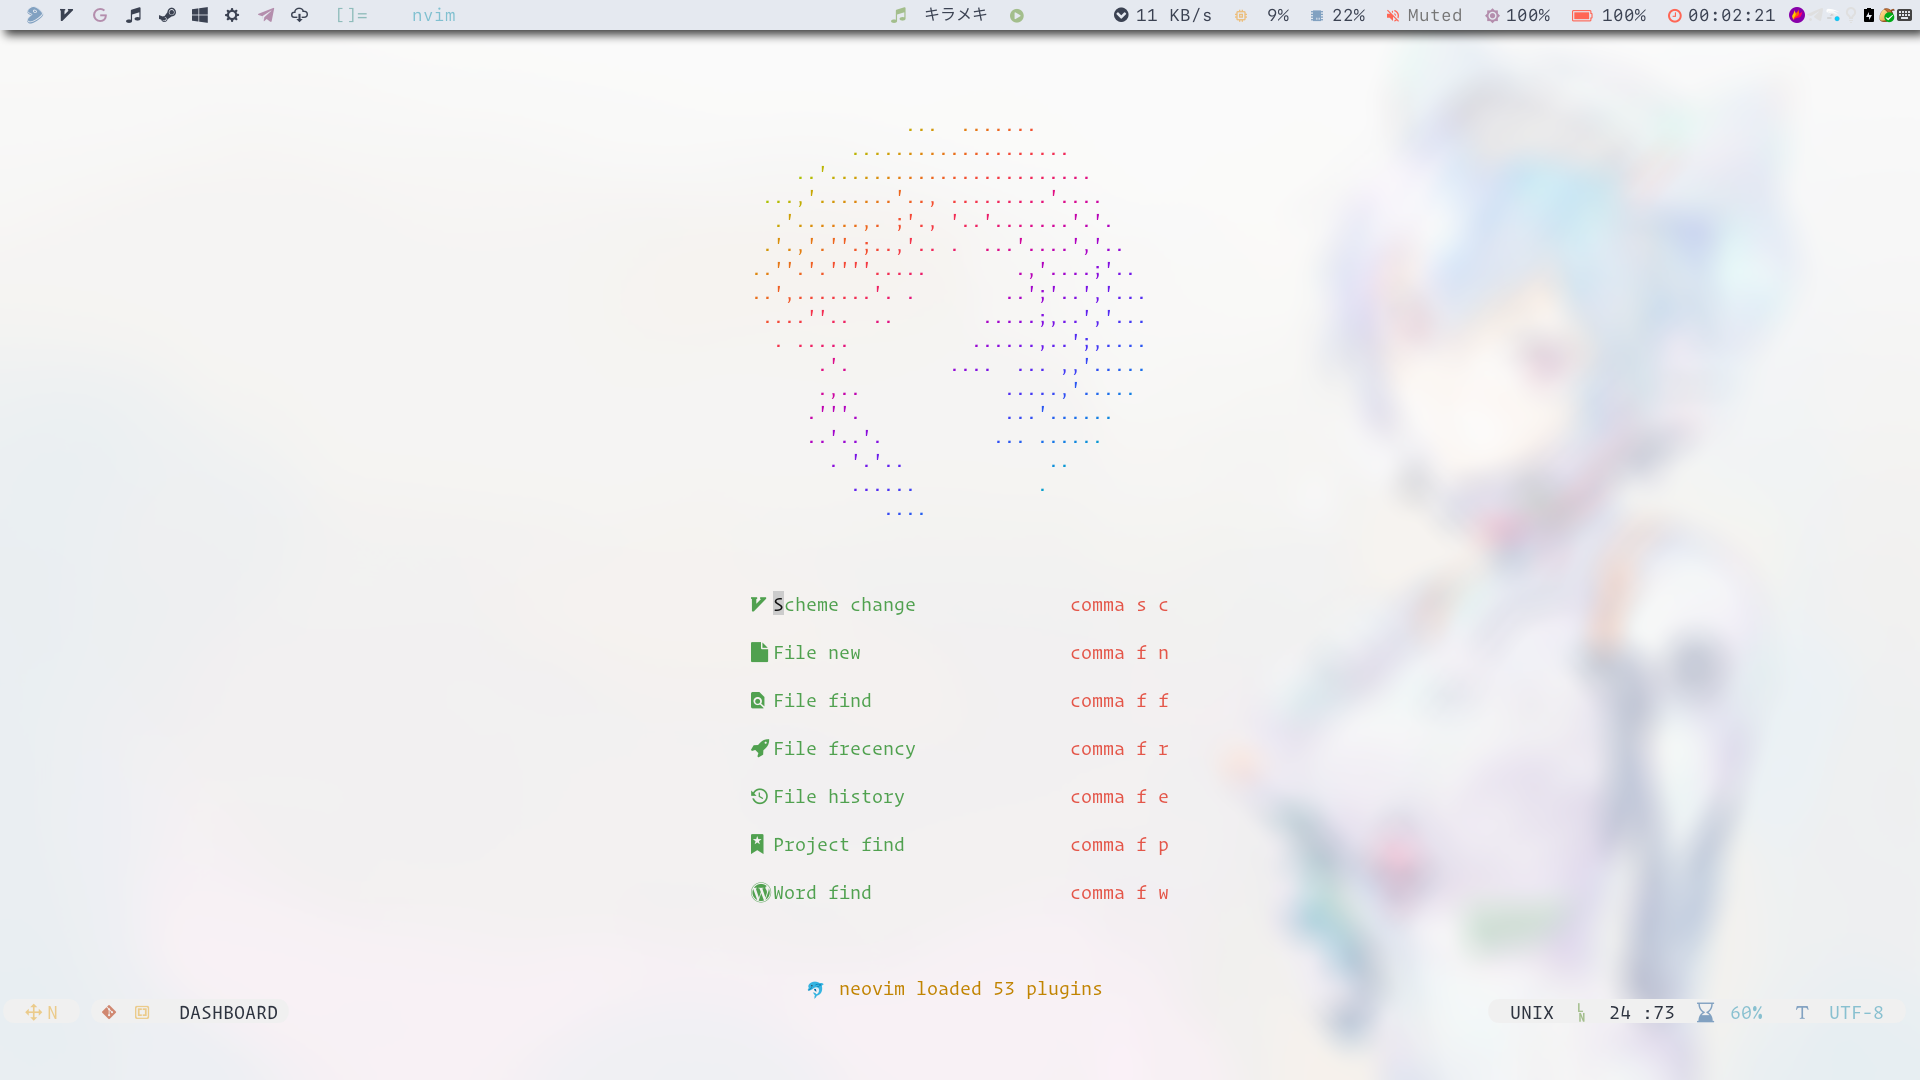 []= nvim キラメキ 11 KB/s 9% 22% Muted 100% 100% 00:02:21
Scheme change comma s c
File new comma f n
File find comma f f
File frecency comma f r
File history comma f e
Project find comma f p
Word find comma f w
neovim loaded 53 plugins
N DASHBOARD UNIX LN 24 :73 60% T UTF-8